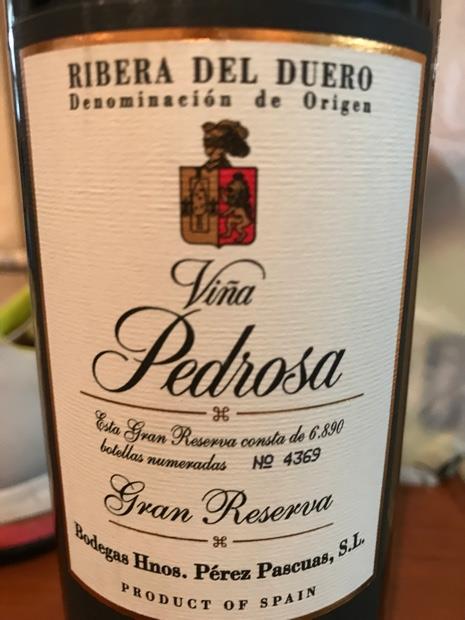 RIBERA DEL DUERO
Denominación de Origen
Viña
Pedrosa
Esta Gran Reserva consta de 6.890
botellas numeradas Nº 4369
Gran Reserva
Bodegas Hnos. Pérez Pascuas, S.L.
PRODUCT OF SPAIN